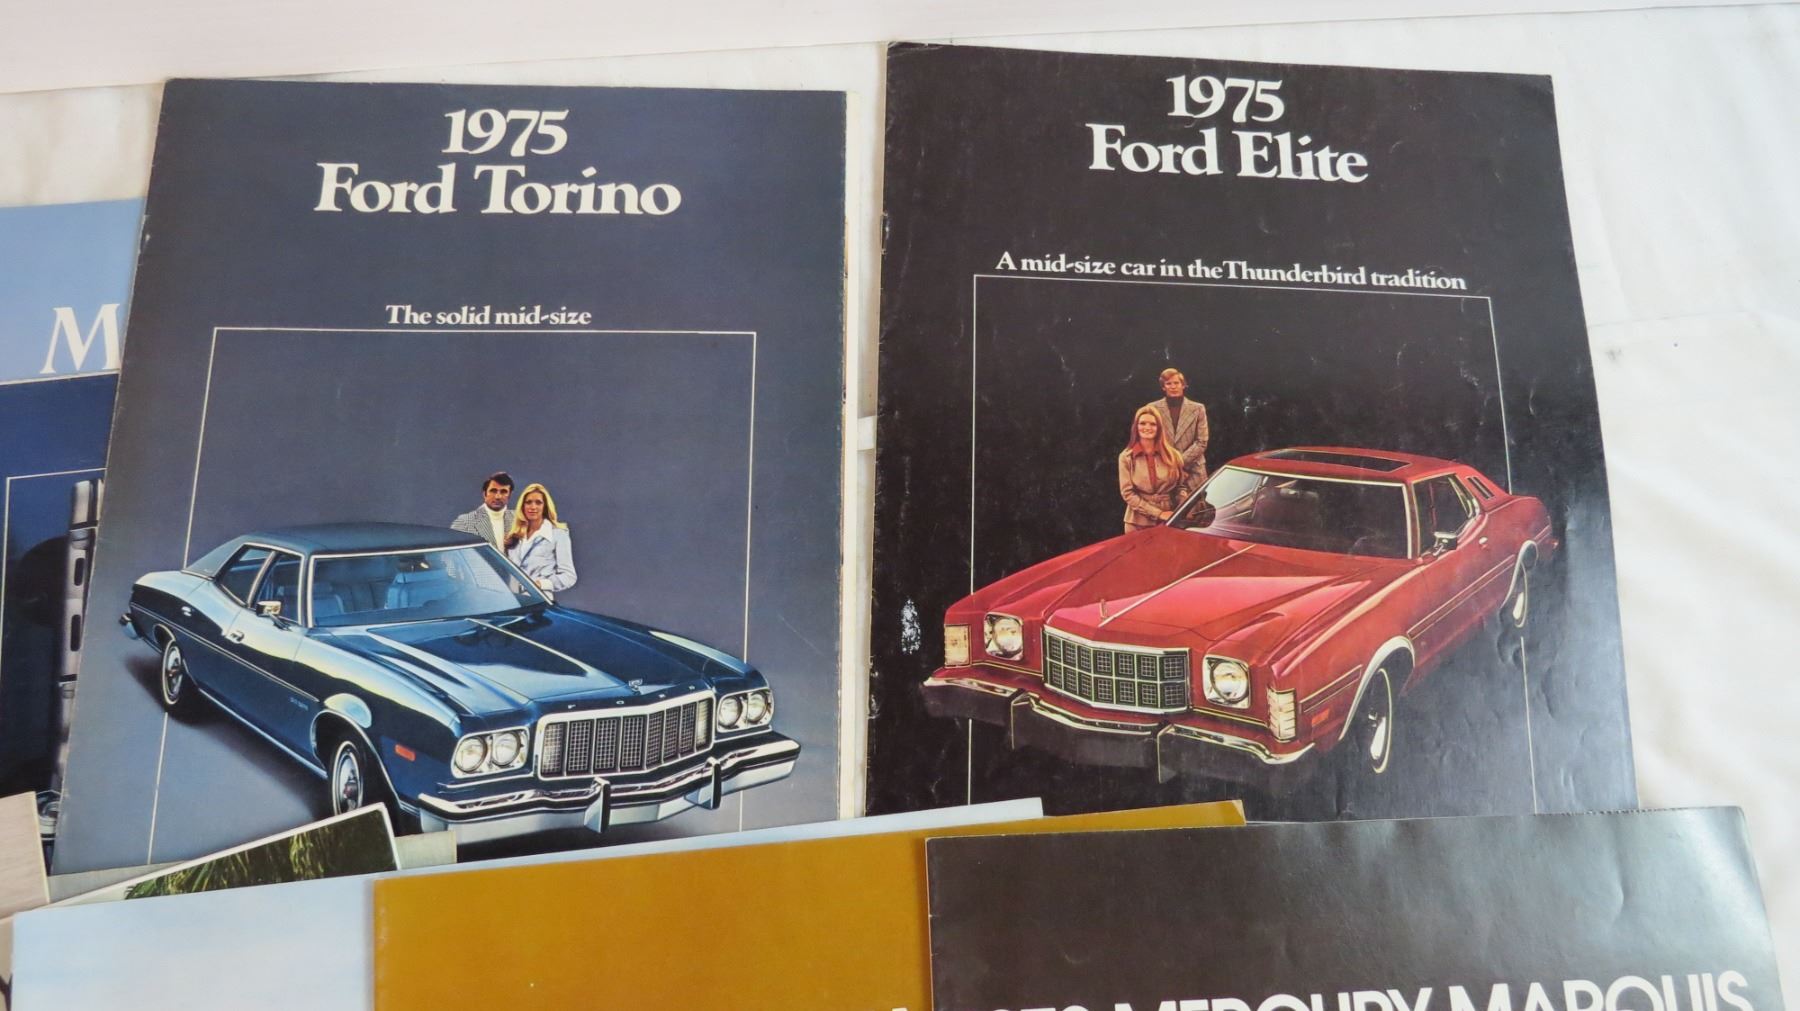 1975
Ford Torino
The solid mid-size
FORD
1975
Ford Elite
A mid-size car in the Thunderbird tradition
M
MERCURY MARQUIS